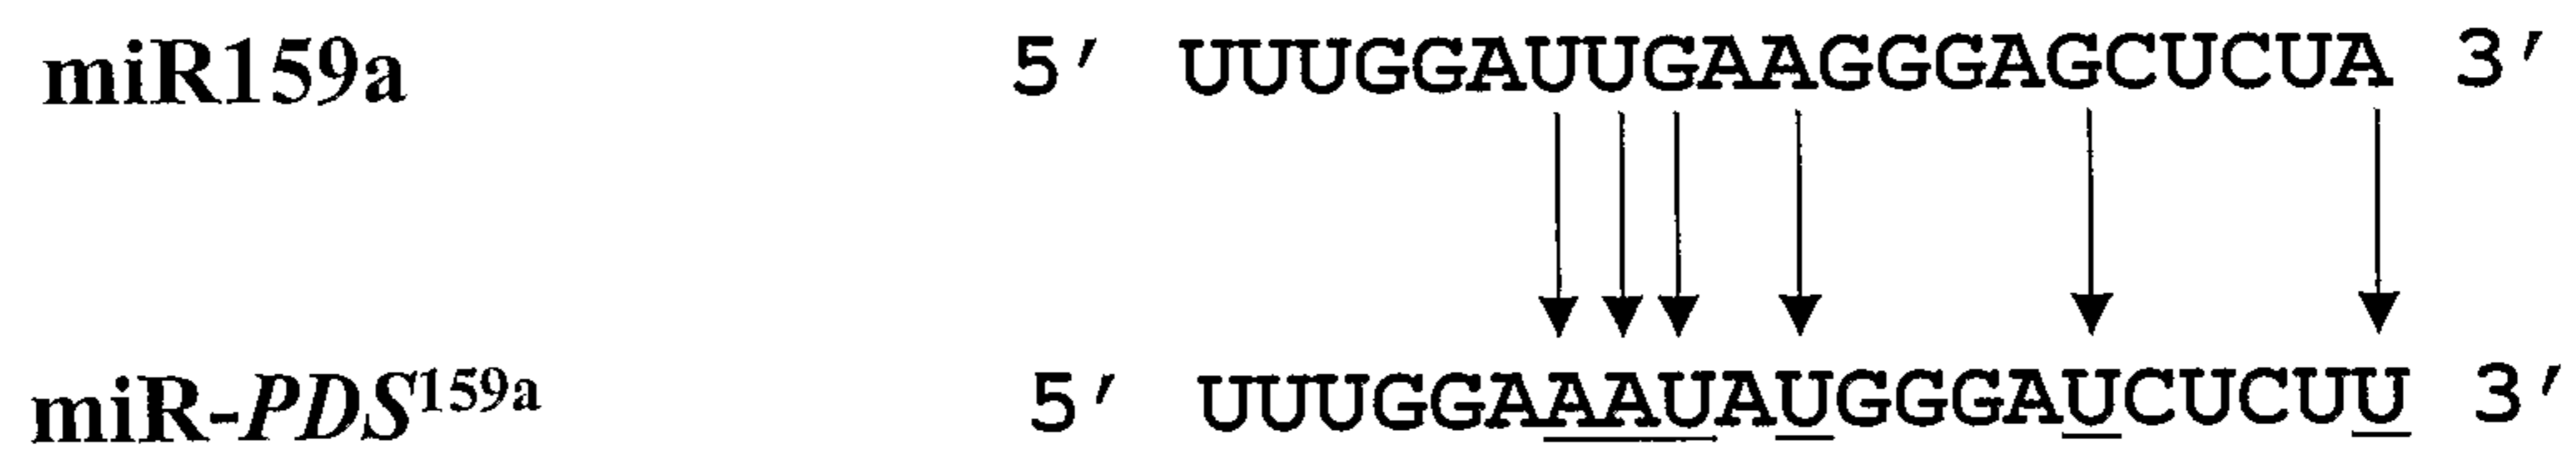 miR159a 5′ UUUGGAUUGAAGGGAGCUCUA 3′
miR-PDS159a 5′ UUUGGAAAUAUGGGAUCUCUU 3′